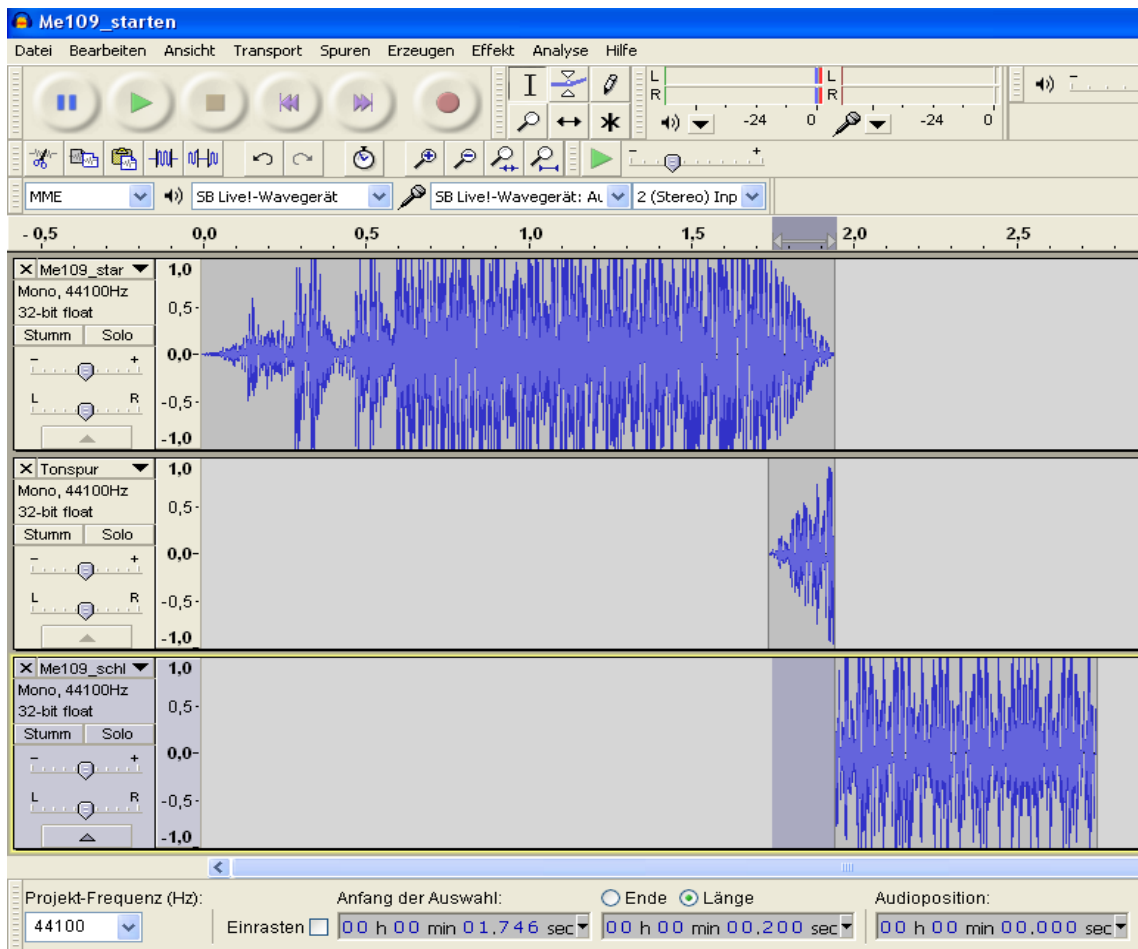 Me109_starten
Datei Bearbeiten Ansicht Transport Spuren Erzeugen Effekt Analyse Hilfe
L L
R R
-24 0 -24 0
- +
MME SB Live!-Wavegerät SB Live!-Wavegerät: Au 2 (Stereo) Inp
- 0,5 0,0 0,5 1,0 1,5 2,0 2,5
X Me109_star 1,0
Mono, 44100Hz
32-bit float 0,5-
Stumm Solo
- + 0,0-
L R -0,5-
-1,0
X Tonspur 1,0
Mono, 44100Hz
32-bit float 0,5-
Stumm Solo
- + 0,0-
L R -0,5-
-1,0
X Me109_schl 1,0
Mono, 44100Hz
32-bit float 0,5-
Stumm Solo
- + 0,0-
L R -0,5-
-1,0
Projekt-Frequenz (Hz): Anfang der Auswahl: Ende Länge Audioposition:
44100 Einrasten 00 h 00 min 01.746 sec 00 h 00 min 00.200 sec 00 h 00 min 00.000 sec